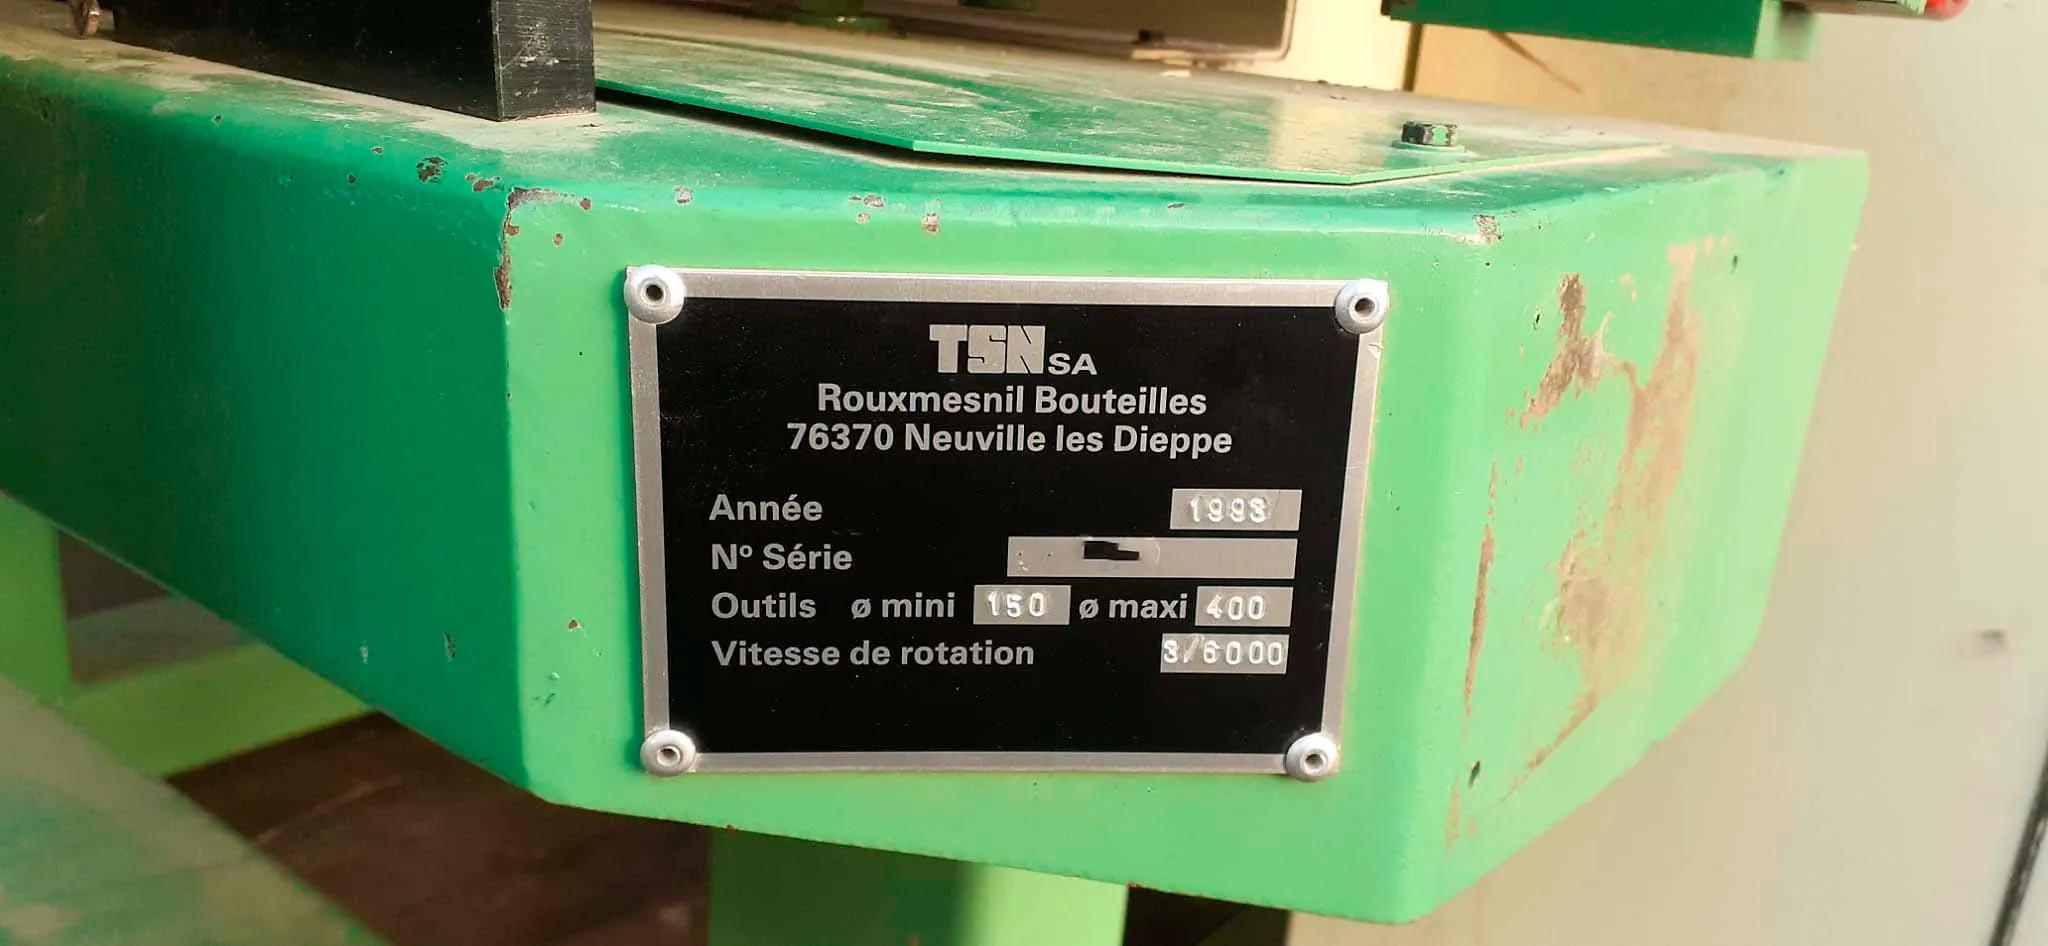 TSN SA
Rouxmesnil Bouteilles
76370 Neuville les Dieppe
Année 1993
Nº Série
Outils ø mini 150 ø maxi 400
Vitesse de rotation 3/6000